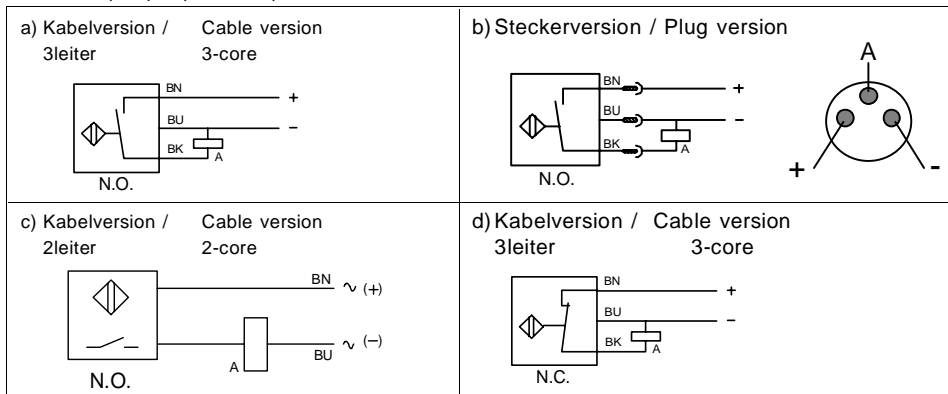 a) Kabelversion / Cable version
3leiter 3-core
BN
+
BU
−
BK
A
N.O.
b) Steckerversion / Plug version
BN
+
BU
−
BK
A
N.O.
A
+ -
c) Kabelversion / Cable version
2leiter 2-core
BN ∿ (+)
A BU ∿ (−)
N.O.
d) Kabelversion / Cable version
3leiter 3-core
BN
+
BU
−
BK
A
N.C.